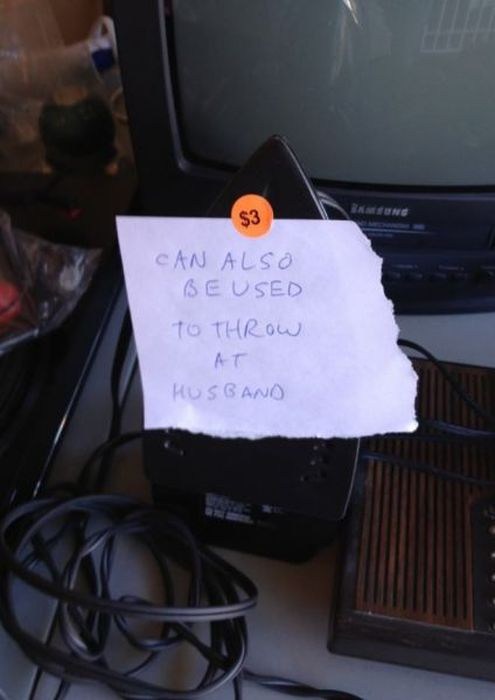 SAMSUNG
$3
CAN ALSO
BE USED
TO THROW
AT
HUSBAND